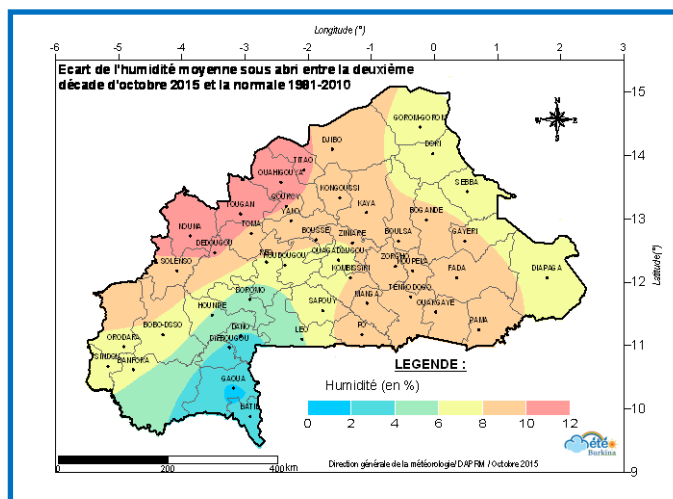 Longitude (°)
-6 -5 -4 -3 -2 -1 0 1 2 3
Ecart de l'humidité moyenne sous abri entre la deuxième
décade d'octobre 2015 et la normale 1981-2010
N
W E
S
15
14
13
12
11
10
9
Latitude(°)
GOROM-GOROM
DJIBO
DORI
TITAO
OUAHIGOUYA
SEBBA
KONGOUSSI
GOURCY
TOUGAN
YAKO
KAYA
BOGANDE
NOUNA
TOMA
BOUSSE
ZINIARE
BOULSA
GAYERI
DEDOUGOU
OUAGADOUGOU
SOLENSO
KOUDOUGOU
KOMBISSIRI
ZORGHO
KOUPELA
FADA
DIAPAGA
TENKODOGO
BOROMO
HOUNDE
SAPOUY
MANGA
OUARGAYE
BOBO-DSSO
DANO
LEO
PO
PAMA
ORODARA
DIEBOUGOU
SINDOU
BANFORA
GAOUA
BATIE
LEGENDE :
Humidité (en %)
0 2 4 6 8 10 12
0 200 400 km
Direction générale de la météorologie/ DAPRM / Octobre 2015
météo
Burkina